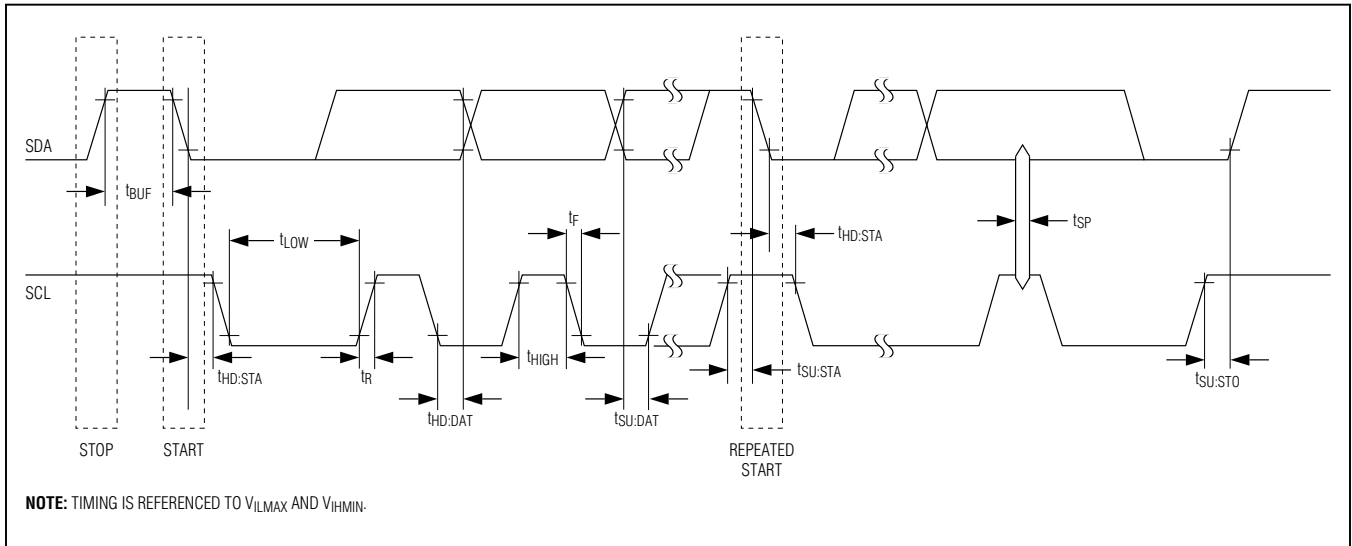 SDA
tBUF
tF
tLOW
tHD:STA
tSP
SCL
tHD:STA
tR
tHIGH
tSU:STA
tSU:STO
tHD:DAT
tSU:DAT
STOP
START
REPEATED
START
NOTE: TIMING IS REFERENCED TO VILMAX AND VIHMIN.